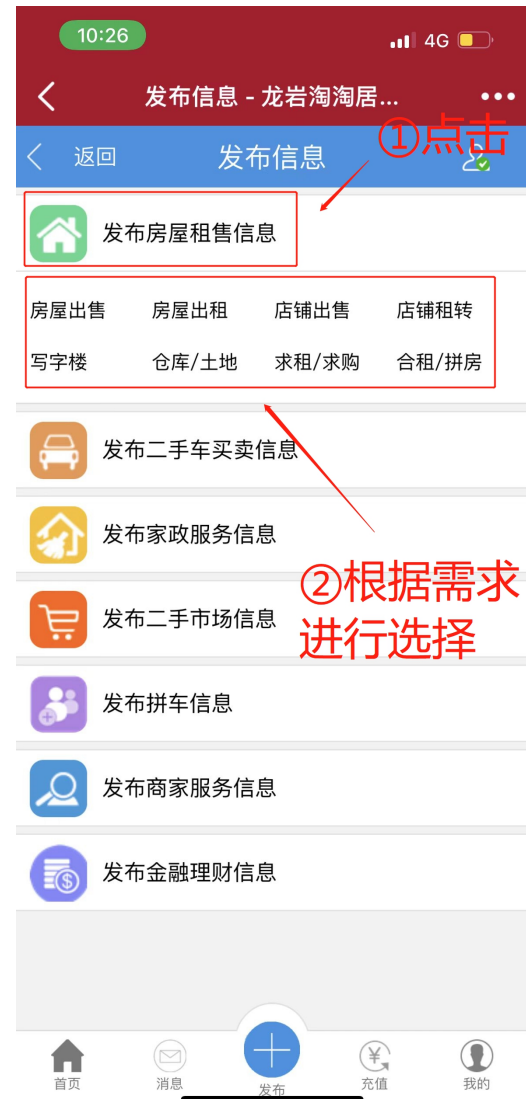 10:26
4G
发布信息 - 龙岩淘淘居...
①点击
返回
发布信息
发布房屋租售信息
房屋出售 房屋出租 店铺出售 店铺租转
写字楼 仓库/土地 求租/求购 合租/拼房
发布二手车买卖信息
发布家政服务信息
②根据需求
进行选择
发布二手市场信息
发布拼车信息
发布商家服务信息
发布金融理财信息
首页 消息 发布 充值 我的